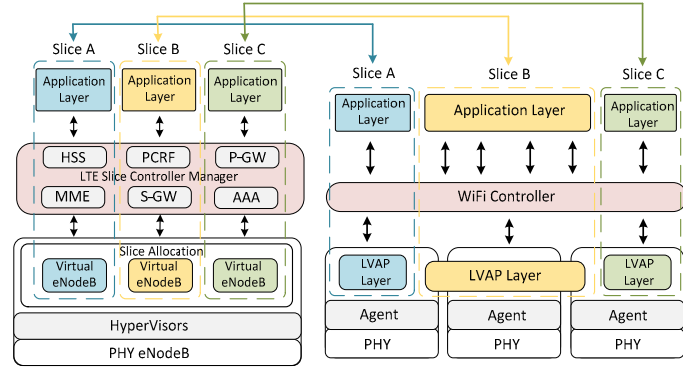 Slice A
Slice B
Slice C
Application
Layer
Application
Layer
Application
Layer
HSS
PCRF
P-GW
LTE Slice Controller Manager
MME
S-GW
AAA
Slice Allocation
Virtual
eNodeB
Virtual
eNodeB
Virtual
eNodeB
HyperVisors
PHY eNodeB
Slice A
Slice B
Slice C
Application
Layer
Application Layer
Application
Layer
WiFi Controller
LVAP
Layer
LVAP Layer
LVAP
Layer
Agent
Agent
Agent
PHY
PHY
PHY